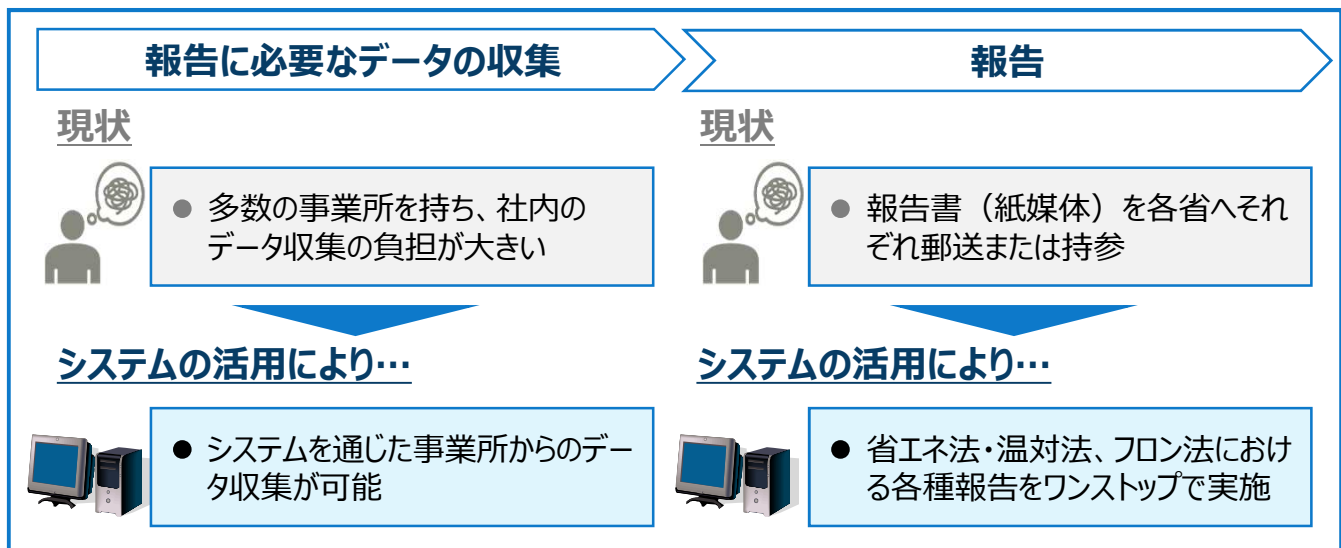 報告に必要なデータの収集
現状
● 多数の事業所を持ち、社内の
データ収集の負担が大きい
システムの活用により…
● システムを通じた事業所からのデー
タ収集が可能
報告
現状
● 報告書（紙媒体）を各省へそれ
ぞれ郵送または持参
システムの活用により…
● 省エネ法・温対法、フロン法におけ
る各種報告をワンストップで実施